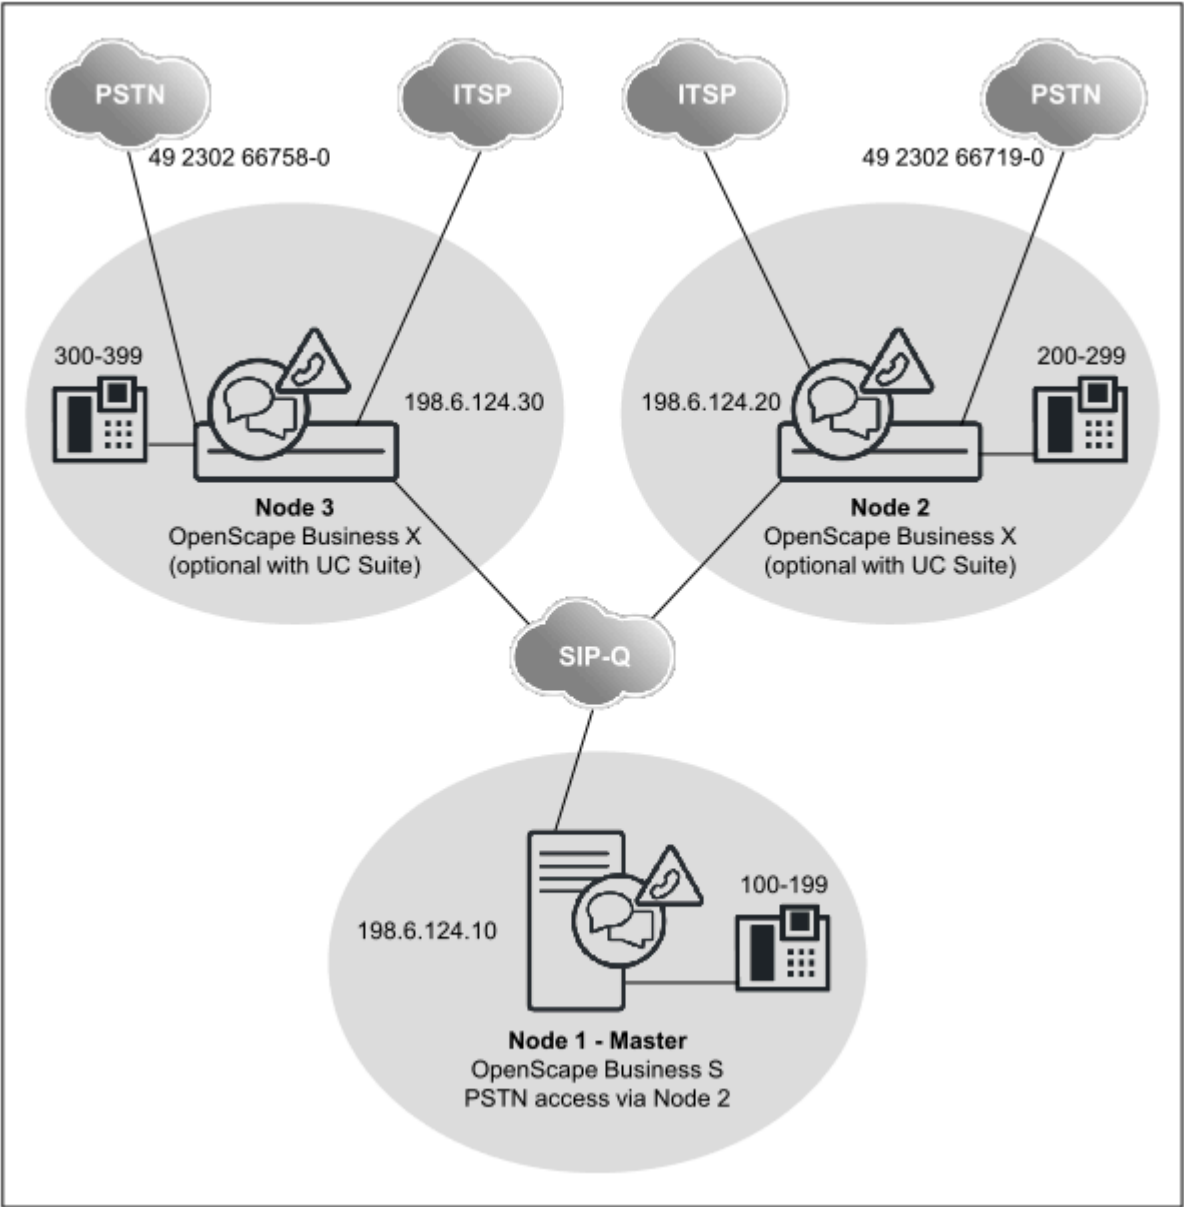 PSTN
ITSP
ITSP
PSTN
49 2302 66758-0
49 2302 66719-0
300-399
198.6.124.30
198.6.124.20
200-299
Node 3
OpenScape Business X
(optional with UC Suite)
Node 2
OpenScape Business X
(optional with UC Suite)
SIP-Q
100-199
198.6.124.10
Node 1 - Master
OpenScape Business S
PSTN access via Node 2